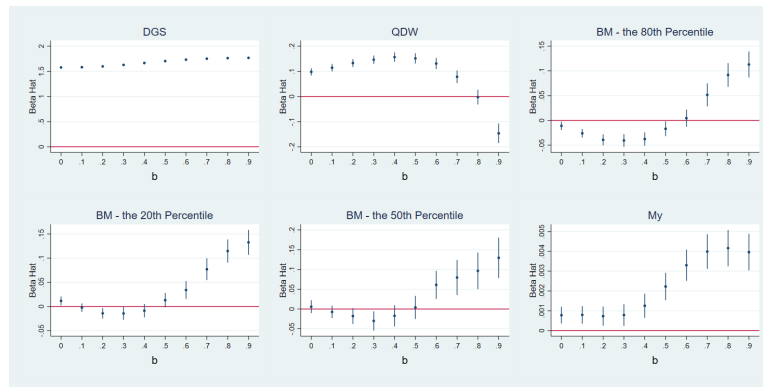 DGS
2
1.5
1
.5
0
Beta Hat
0 .1 .2 .3 .4 .5 .6 .7 .8 .9
b
QDW
.2
.1
0
-.1
-.2
Beta Hat
0 .1 .2 .3 .4 .5 .6 .7 .8 .9
b
BM - the 80th Percentile
.15
.1
.05
0
-.05
Beta Hat
0 .1 .2 .3 .4 .5 .6 .7 .8 .9
b
BM - the 20th Percentile
.15
.1
.05
0
-.05
Beta Hat
0 .1 .2 .3 .4 .5 .6 .7 .8 .9
b
BM - the 50th Percentile
.2
.15
.1
.05
0
-.05
Beta Hat
0 .1 .2 .3 .4 .5 .6 .7 .8 .9
b
My
.005
.004
.003
.002
.001
0
Beta Hat
0 .1 .2 .3 .4 .5 .6 .7 .8 .9
b